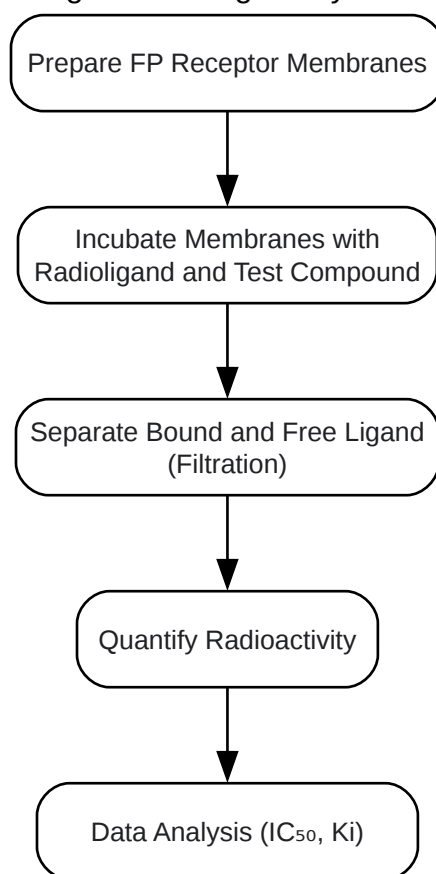 Prepare FP Receptor Membranes
Incubate Membranes with
Radioligand and Test Compound
Separate Bound and Free Ligand
(Filtration)
Quantify Radioactivity
Data Analysis (IC₅₀, Ki)